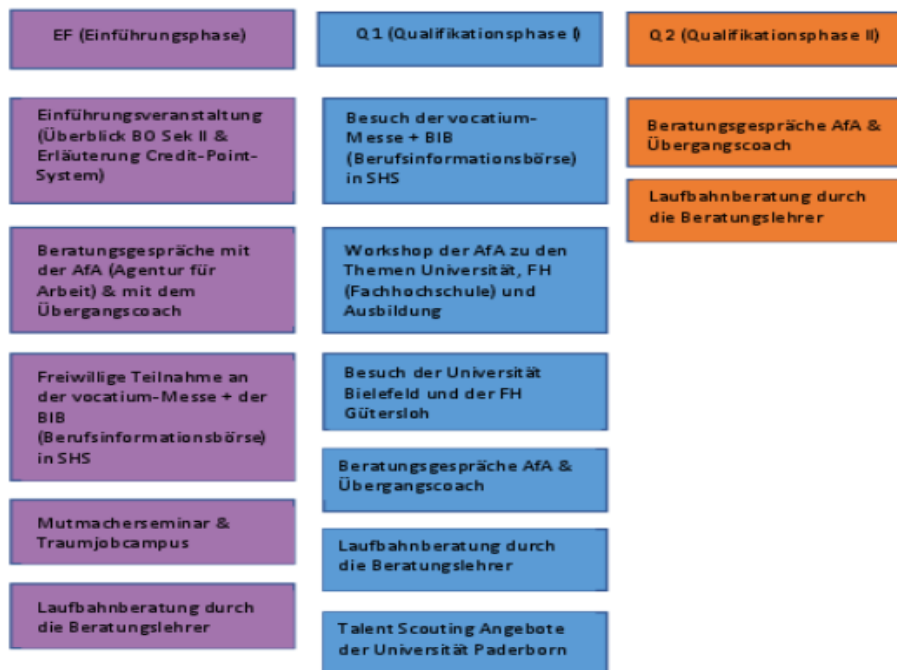 EF (Einführungsphase)
Einführungsveranstaltung
(Überblick BO Sek II &
Erläuterung Credit-Point-
System)
Beratungsgespräche mit
der AfA (Agentur für
Arbeit) & mit dem
Übergangscoach
Freiwillige Teilnahme an
der vocatium-Messe + der
BIB
(Berufsinformationsbörse)
in SHS
Mutmacherseminar &
Traumjobcampus
Laufbahnberatung durch
die Beratungslehrer
Q1 (Qualifikationsphase I)
Besuch der vocatium-
Messe + BIB
(Berufsinformationsbörse)
in SHS
Workshop der AfA zu den
Themen Universität, FH
(Fachhochschule) und
Ausbildung
Besuch der Universität
Bielefeld und der FH
Gütersloh
Beratungsgespräche AfA &
Übergangscoach
Laufbahnberatung durch
die Beratungslehrer
Talent Scouting Angebote
der Universität Paderborn
Q2 (Qualifikationsphase II)
Beratungsgespräche AfA &
Übergangscoach
Laufbahnberatung durch
die Beratungslehrer